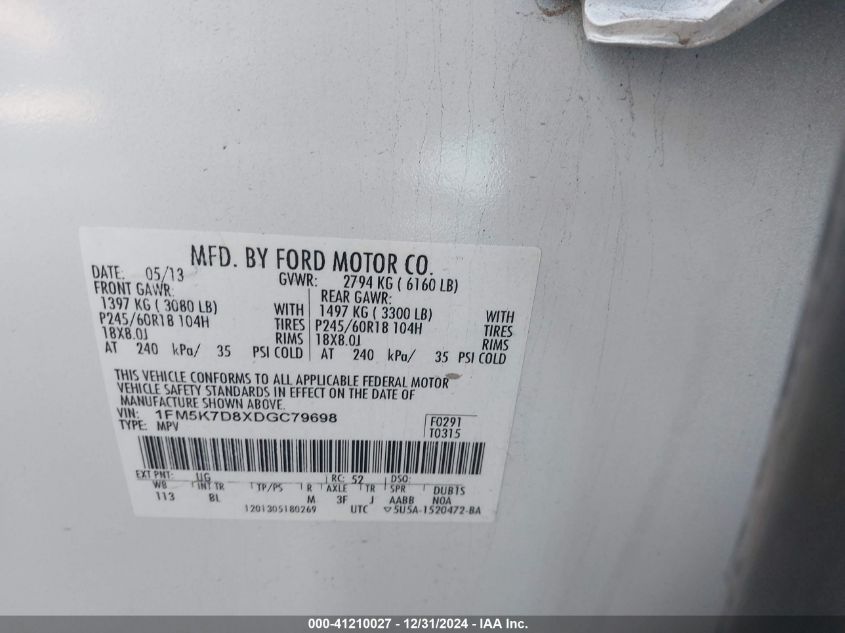 MFD. BY FORD MOTOR CO.
DATE: 05/13 GVWR: 2794 KG ( 6160 LB)
FRONT GAWR: REAR GAWR:
1397 KG ( 3080 LB) WITH 1497 KG ( 3300 LB) WITH
P245/60R18 104H TIRES P245/60R18 104H TIRES
18X8.0J RIMS 18X8.0J RIMS
AT 240 kPa/ 35 PSI COLD AT 240 kPa/ 35 PSI COLD
THIS VEHICLE CONFORMS TO ALL APPLICABLE FEDERAL MOTOR
VEHICLE SAFETY STANDARDS IN EFFECT ON THE DATE OF
MANUFACTURE SHOWN ABOVE.
VIN: 1FM5K7D8XDGC79698 F0291
TYPE: MPV T0315
EXT PNT: UG RC: 52 DSO:
WB INT TR TP/PS R AXLE TR SPR DUBTS
113 BL M 3F J AABB NOA
1201305180269 UTC ▽5U5A-1520472-BA
000-41210027 - 12/31/2024 - IAA Inc.